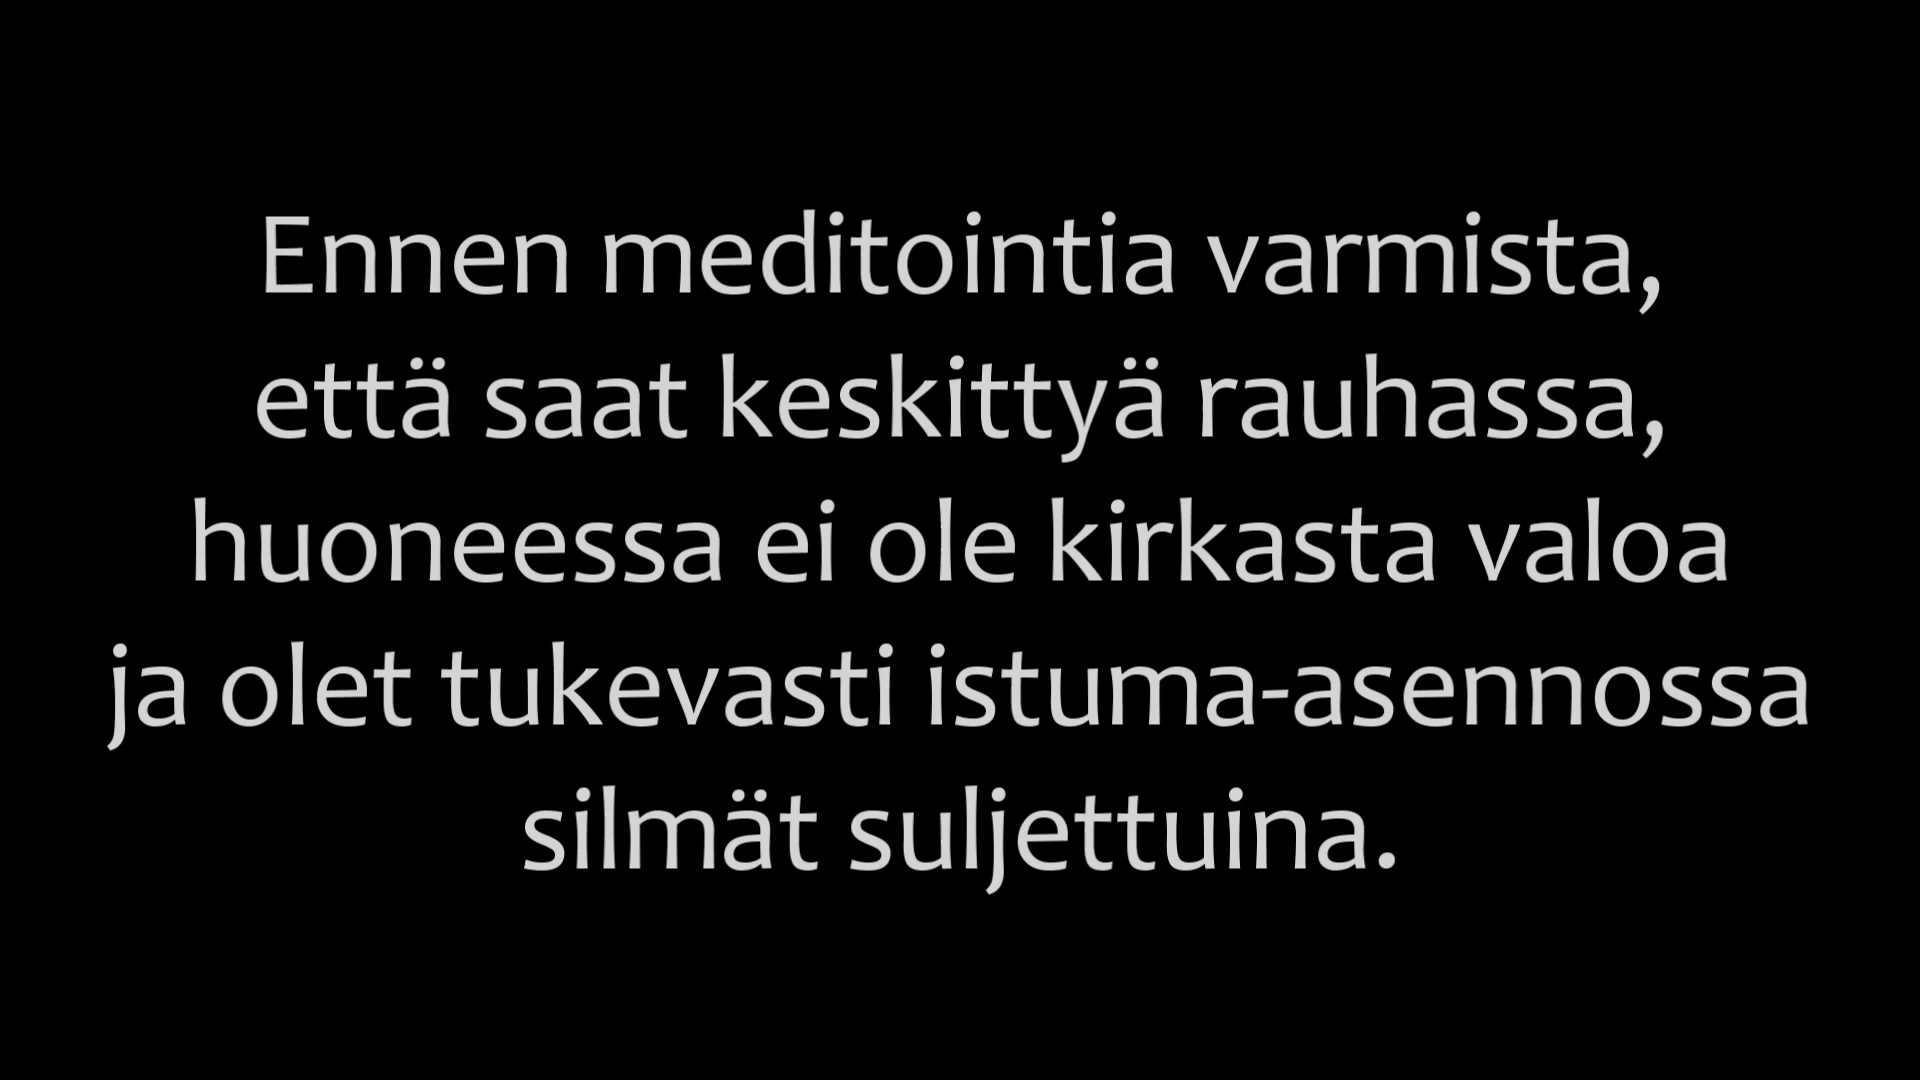 Ennen meditointia varmista,
että saat keskittyä rauhassa,
huoneessa ei ole kirkasta valoa
ja olet tukevasti istuma-asennossa
silmät suljettuina.